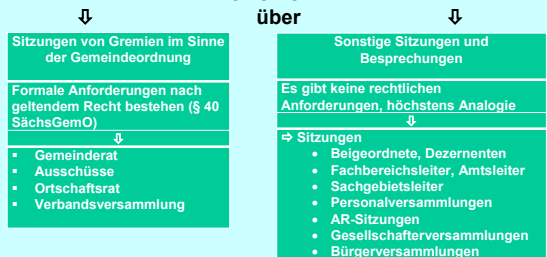 ⇩ über ⇩
Sitzungen von Gremien im Sinne
der Gemeindeordnung
Formale Anforderungen nach
geltendem Recht bestehen (§ 40
SächsGemO)
⇩
▪ Gemeinderat
▪ Ausschüsse
▪ Ortschaftsrat
▪ Verbandsversammlung
Sonstige Sitzungen und
Besprechungen
Es gibt keine rechtlichen
Anforderungen, höchstens Analogie
⇩
⇨ Sitzungen
• Beigeordnete, Dezernenten
• Fachbereichsleiter, Amtsleiter
• Sachgebietsleiter
• Personalversammlungen
• AR-Sitzungen
• Gesellschafterversammlungen
• Bürgerversammlungen